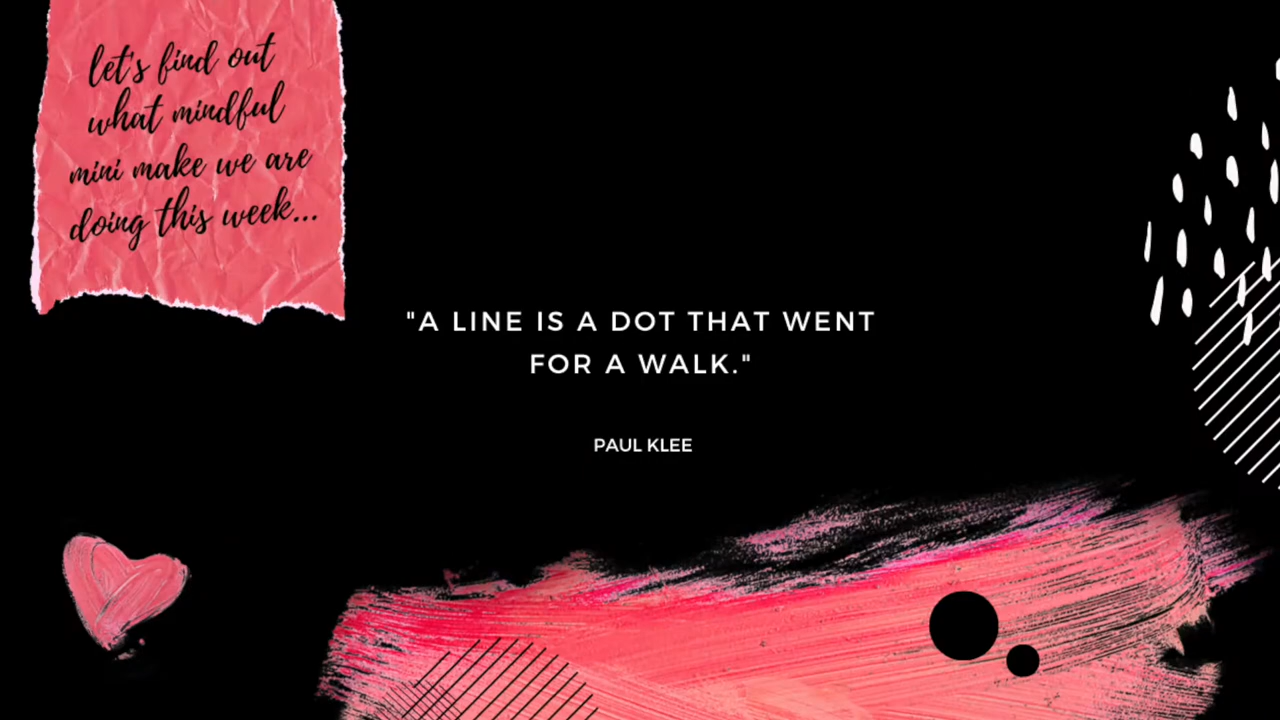 let's find out
what mindful
mini make we are
doing this week...
"A LINE IS A DOT THAT WENT
FOR A WALK."
PAUL KLEE